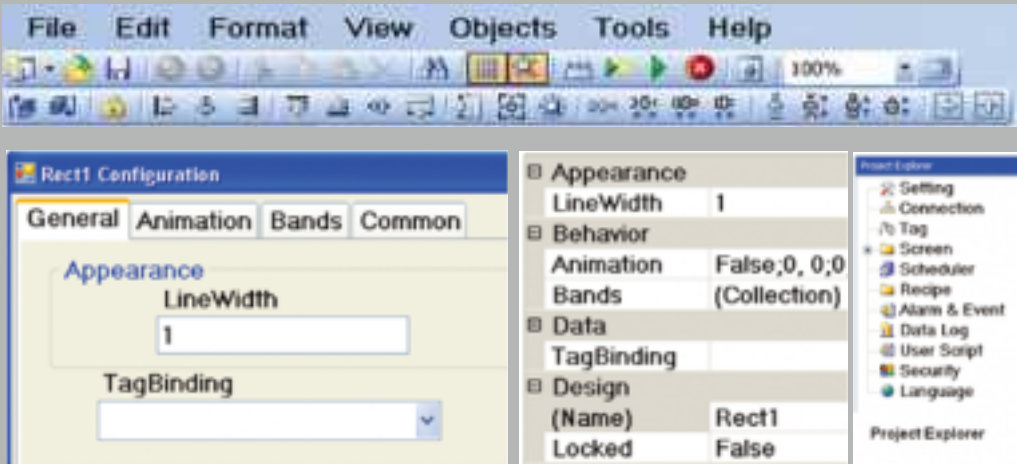 File Edit Format View Objects Tools Help
100%
Rect1 Configuration
General Animation Bands Common
Appearance
LineWidth
1
TagBinding
Appearance
LineWidth 1
Behavior
Animation False;0, 0;0
Bands (Collection)
Data
TagBinding
Design
(Name) Rect1
Locked False
Project Explorer
Setting
Connection
Tag
Screen
Scheduler
Recipe
Alarm & Event
Data Log
User Script
Security
Language
Project Explorer